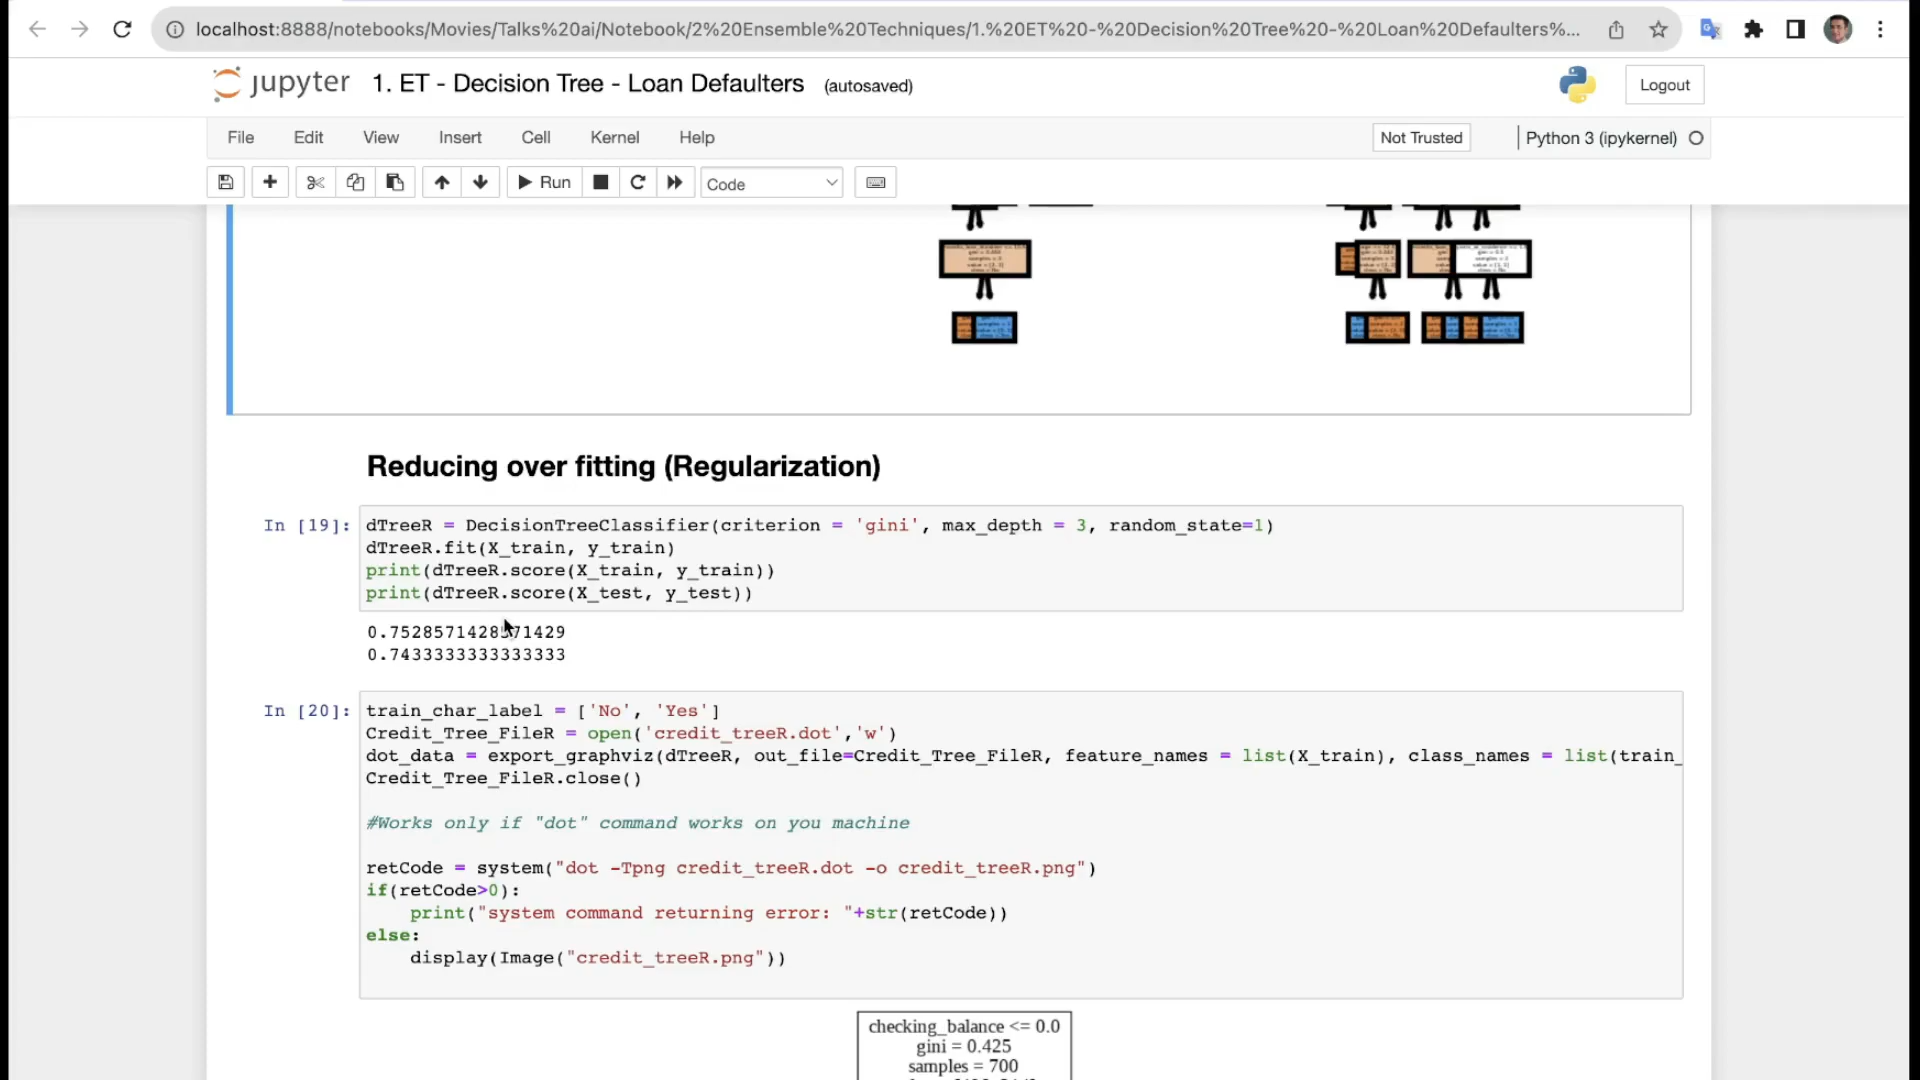 localhost:8888/notebooks/Movies/Talks%20ai/Notebook/2%20Ensemble%20Techniques/1.%20ET%20-%20Decision%20Tree%20-%20Loan%20Defaulters%...
jupyter 1. ET - Decision Tree - Loan Defaulters (autosaved)
Logout
File Edit View Insert Cell Kernel Help
Not Trusted
Python 3 (ipykernel)
Run
Code
Reducing over fitting (Regularization)
In [19]: dTreeR = DecisionTreeClassifier(criterion = 'gini', max_depth = 3, random_state=1)
dTreeR.fit(X_train, y_train)
print(dTreeR.score(X_train, y_train))
print(dTreeR.score(X_test, y_test))
0.7528571428571429
0.7433333333333333
In [20]: train_char_label = ['No', 'Yes']
Credit_Tree_FileR = open('credit_treeR.dot','w')
dot_data = export_graphviz(dTreeR, out_file=Credit_Tree_FileR, feature_names = list(X_train), class_names = list(train_
Credit_Tree_FileR.close()
#Works only if "dot" command works on you machine
retCode = system("dot -Tpng credit_treeR.dot -o credit_treeR.png")
if(retCode>0):
print("system command returning error: "+str(retCode))
else:
display(Image("credit_treeR.png"))
checking_balance <= 0.0
gini = 0.425
samples = 700